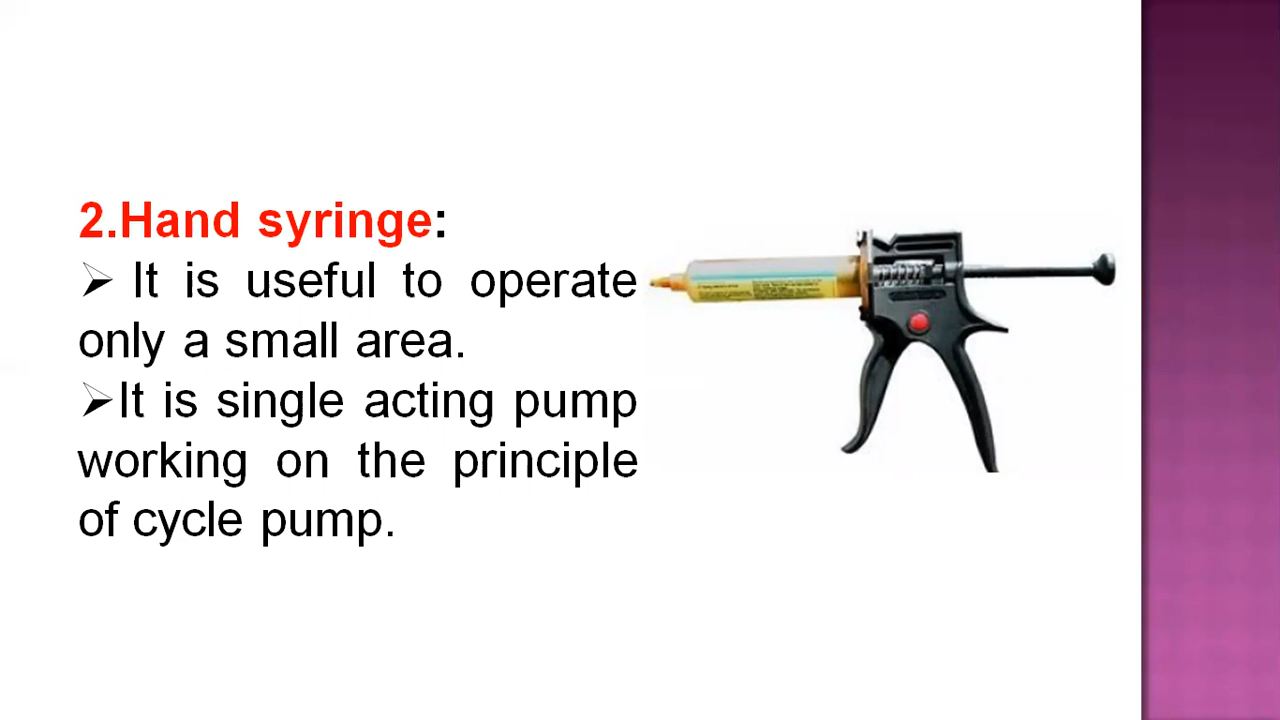 2.Hand syringe:
➢ It is useful to operate
only a small area.
➢It is single acting pump
working on the principle
of cycle pump.